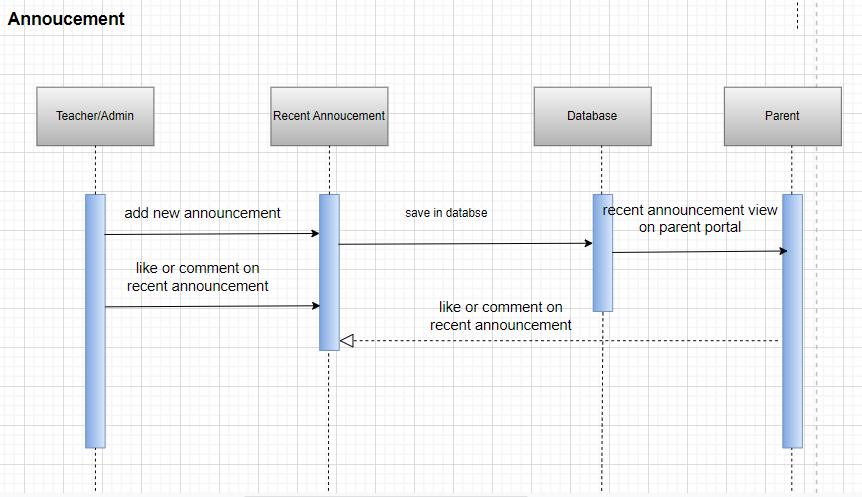 Annoucement
Teacher/Admin
Recent Annoucement
Database
Parent
add new announcement
save in databse
recent announcement view
on parent portal
like or comment on
recent announcement
like or comment on
recent announcement